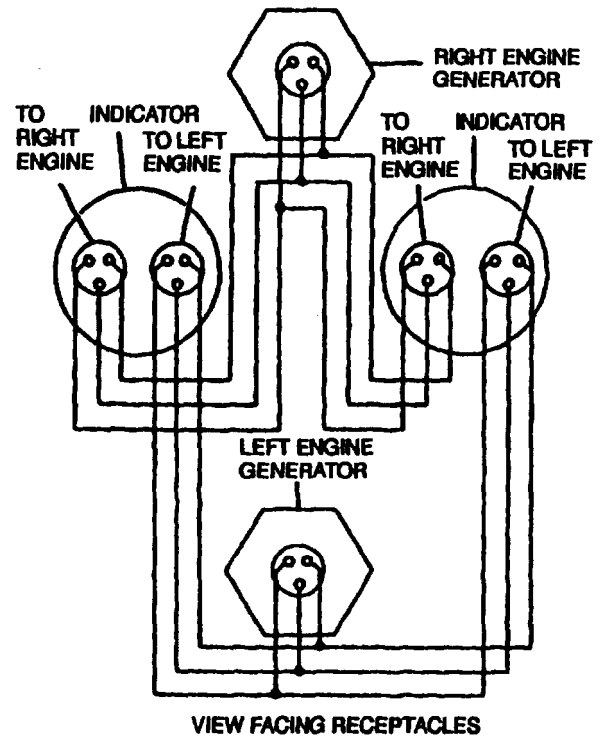 RIGHT ENGINE
GENERATOR
TO
RIGHT
ENGINE
INDICATOR
TO LEFT
ENGINE
TO
RIGHT
ENGINE
INDICATOR
TO LEFT
ENGINE
LEFT ENGINE
GENERATOR
VIEW FACING RECEPTACLES